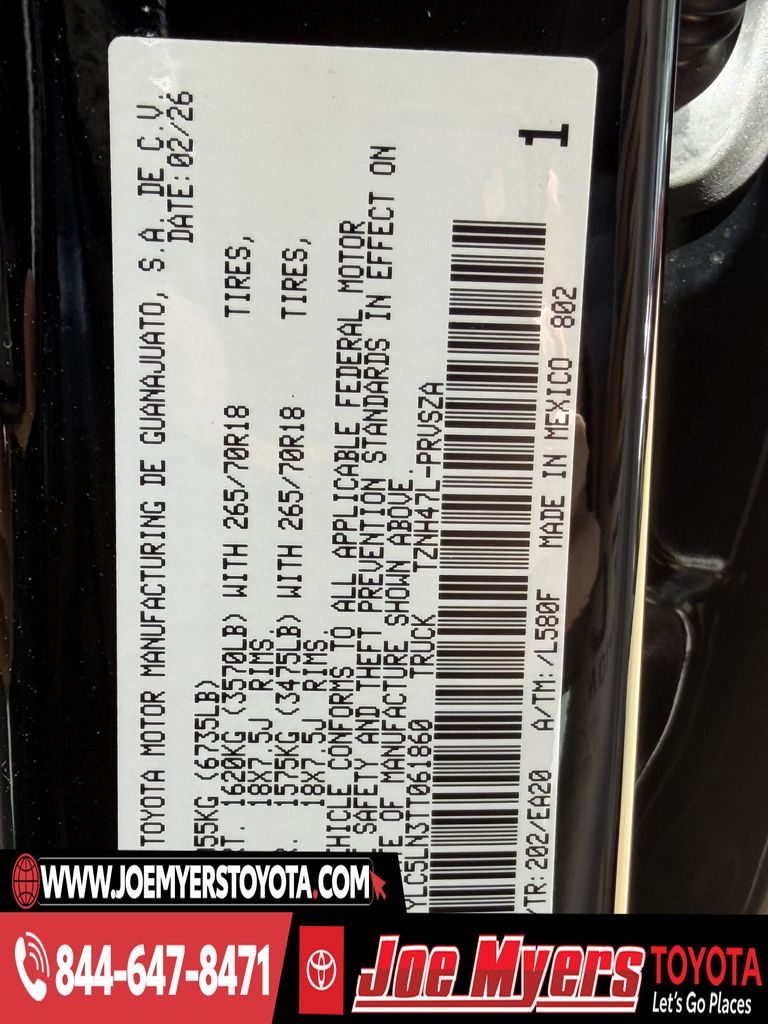 TOYOTA MOTOR MANUFACTURING DE GUANAJUATO, S.A. DE C.V.
DATE: 02/26
055KG (6735LB)
1620KG (3570LB) WITH 265/70R18 TIRES,
18X7.5J RIMS
1575KG (3475LB) WITH 265/70R18 TIRES,
18X7.5J RIMS
CONFORMS TO ALL APPLICABLE FEDERAL MOTOR
SAFETY AND THEFT PREVENTION STANDARDS IN EFFECT ON
OF MANUFACTURE SHOWN ABOVE.
YLC5LN3TT061860 TRUCK TZNH47L-PRVSZA
/TR: 202/EA20 A/TM: /L580F MADE IN MEXICO 802
1
WWW.JOEMYERSTOYOTA.COM
844-647-8471
Joe Myers TOYOTA
Let's Go Places